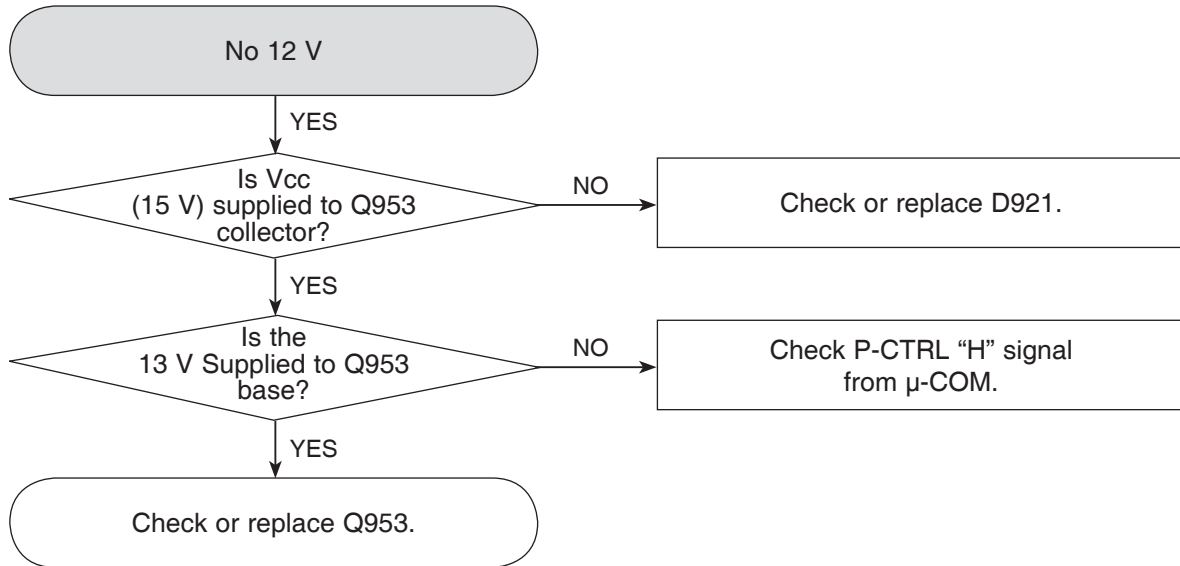 No 12 V
YES
Is Vcc
(15 V) supplied to Q953
collector?
NO
Check or replace D921.
YES
Is the
13 V Supplied to Q953
base?
NO
Check P-CTRL “H” signal
from µ-COM.
YES
Check or replace Q953.